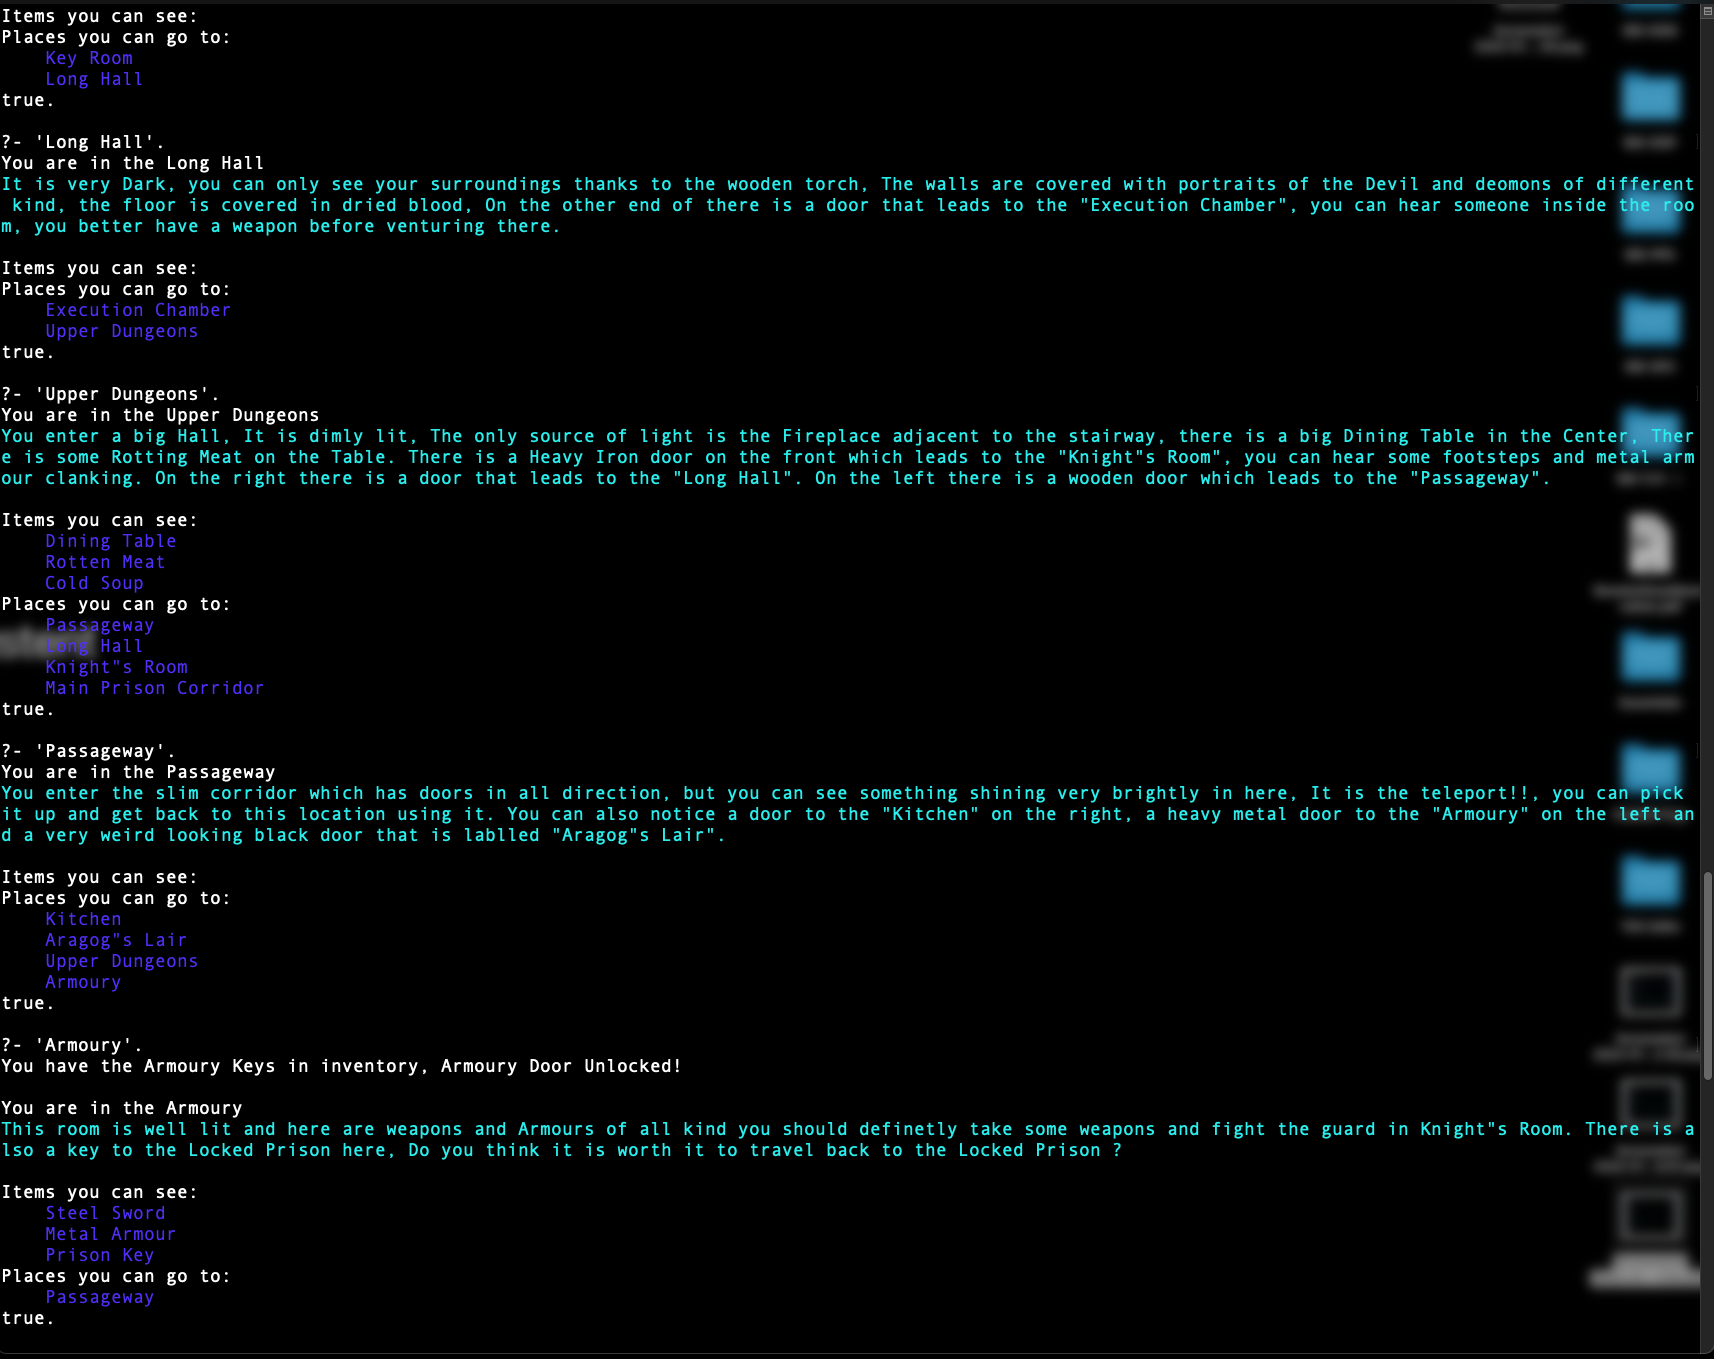 Items you can see:
Places you can go to:
    Key Room
    Long Hall
true.

?- 'Long Hall'.
You are in the Long Hall
It is very Dark, you can only see your surroundings thanks to the wooden torch, The walls are covered with portraits of the Devil and deomons of different
 kind, the floor is covered in dried blood, On the other end of there is a door that leads to the "Execution Chamber", you can hear someone inside the roo
m, you better have a weapon before venturing there.

Items you can see:
Places you can go to:
    Execution Chamber
    Upper Dungeons
true.

?- 'Upper Dungeons'.
You are in the Upper Dungeons
You enter a big Hall, It is dimly lit, The only source of light is the Fireplace adjacent to the stairway, there is a big Dining Table in the Center, Ther
e is some Rotting Meat on the Table. There is a Heavy Iron door on the front which leads to the "Knight"s Room", you can hear some footsteps and metal arm
our clanking. On the right there is a door that leads to the "Long Hall". On the left there is a wooden door which leads to the "Passageway".

Items you can see:
    Dining Table
    Rotten Meat
    Cold Soup
Places you can go to:
    Passageway
    Long Hall
    Knight"s Room
    Main Prison Corridor
true.

?- 'Passageway'.
You are in the Passageway
You enter the slim corridor which has doors in all direction, but you can see something shining very brightly in here, It is the teleport!!, you can pick
it up and get back to this location using it. You can also notice a door to the "Kitchen" on the right, a heavy metal door to the "Armoury" on the left an
d a very weird looking black door that is lablled "Aragog"s Lair".

Items you can see:
Places you can go to:
    Kitchen
    Aragog"s Lair
    Upper Dungeons
    Armoury
true.

?- 'Armoury'.
You have the Armoury Keys in inventory, Armoury Door Unlocked!

You are in the Armoury
This room is well lit and here are weapons and Armours of all kind you should definetly take some weapons and fight the guard in Knight"s Room. There is a
lso a key to the Locked Prison here, Do you think it is worth it to travel back to the Locked Prison ?

Items you can see:
    Steel Sword
    Metal Armour
    Prison Key
Places you can go to:
    Passageway
true.